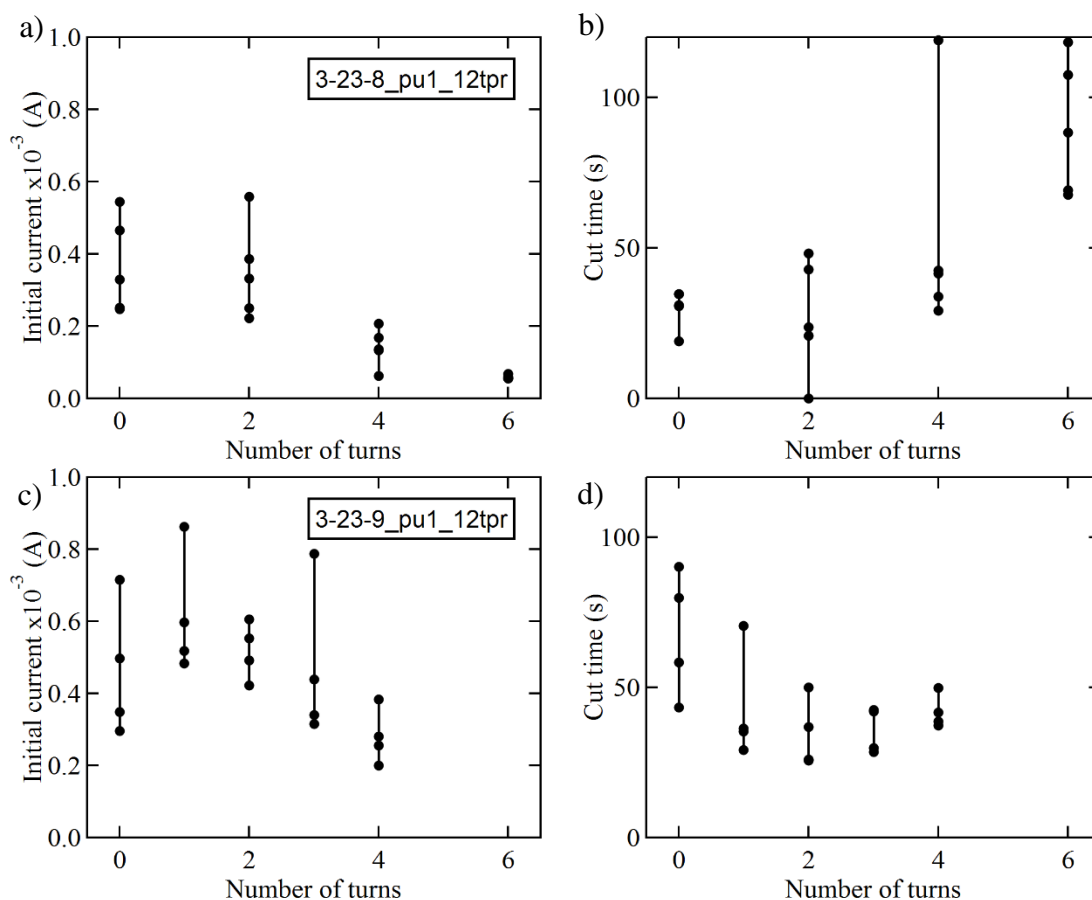 a)
1.0
0.8
0.6
0.4
0.2
0.0
Initial current x10⁻³ (A)
3-23-8_pu1_12tpr
0 2 4 6
Number of turns
b)
100
50
0
Cut time (s)
0 2 4 6
Number of turns
c)
1.0
0.8
0.6
0.4
0.2
0.0
Initial current x10⁻³ (A)
3-23-9_pu1_12tpr
0 2 4 6
Number of turns
d)
100
50
0
Cut time (s)
0 2 4 6
Number of turns